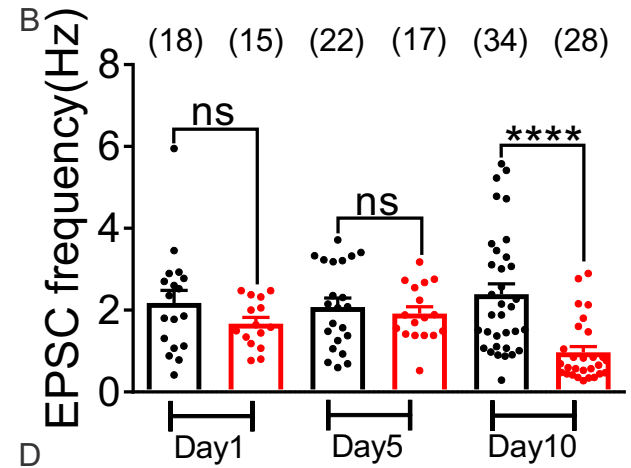 B
(18) (15) (22) (17) (34) (28)
EPSC frequency(Hz)
8
6
4
2
0
ns
ns
****
Day1 Day5 Day10
D